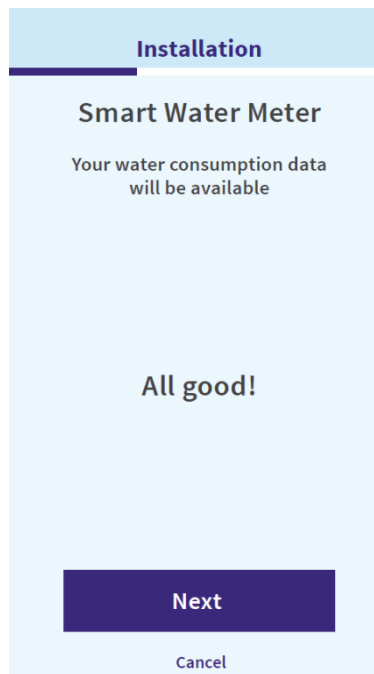 Installation
Smart Water Meter
Your water consumption data
will be available
All good!
Next
Cancel